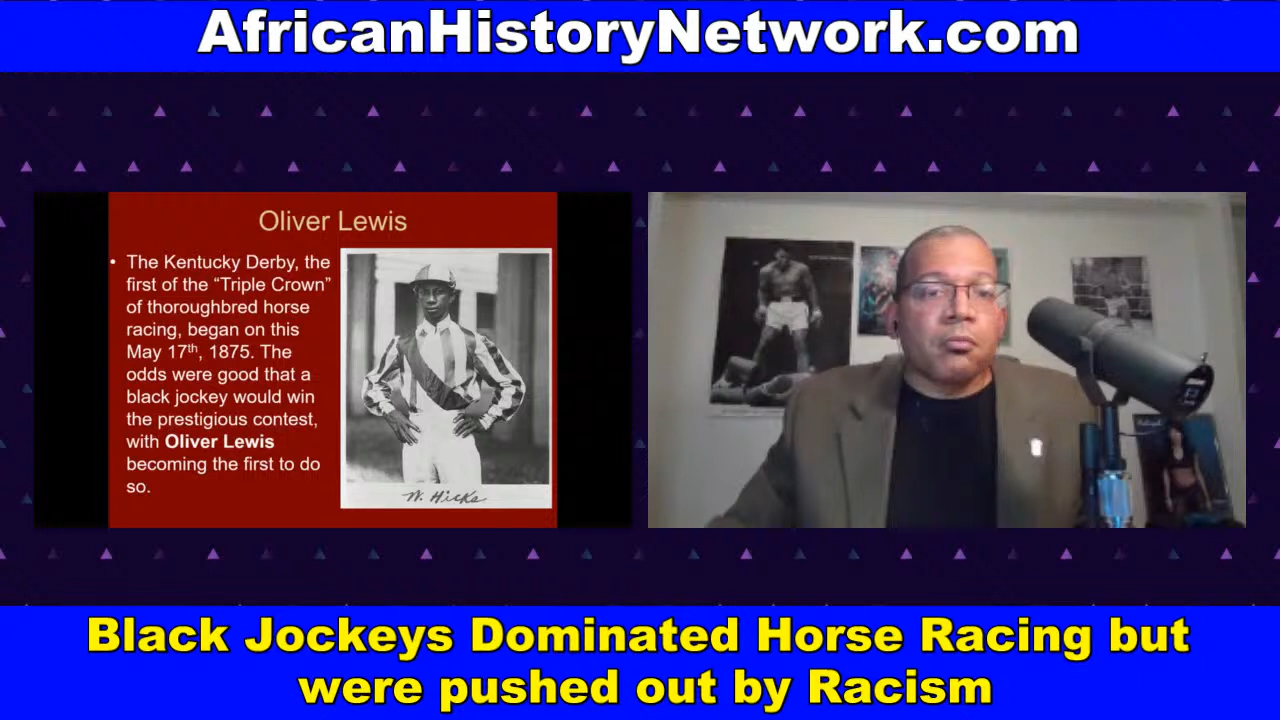 AfricanHistoryNetwork.com
Oliver Lewis
• The Kentucky Derby, the
first of the “Triple Crown”
of thoroughbred horse
racing, began on this
May 17th, 1875. The
odds were good that a
black jockey would win
the prestigious contest,
with Oliver Lewis
becoming the first to do
so.
W. Hicks
Black Jockeys Dominated Horse Racing but
were pushed out by Racism